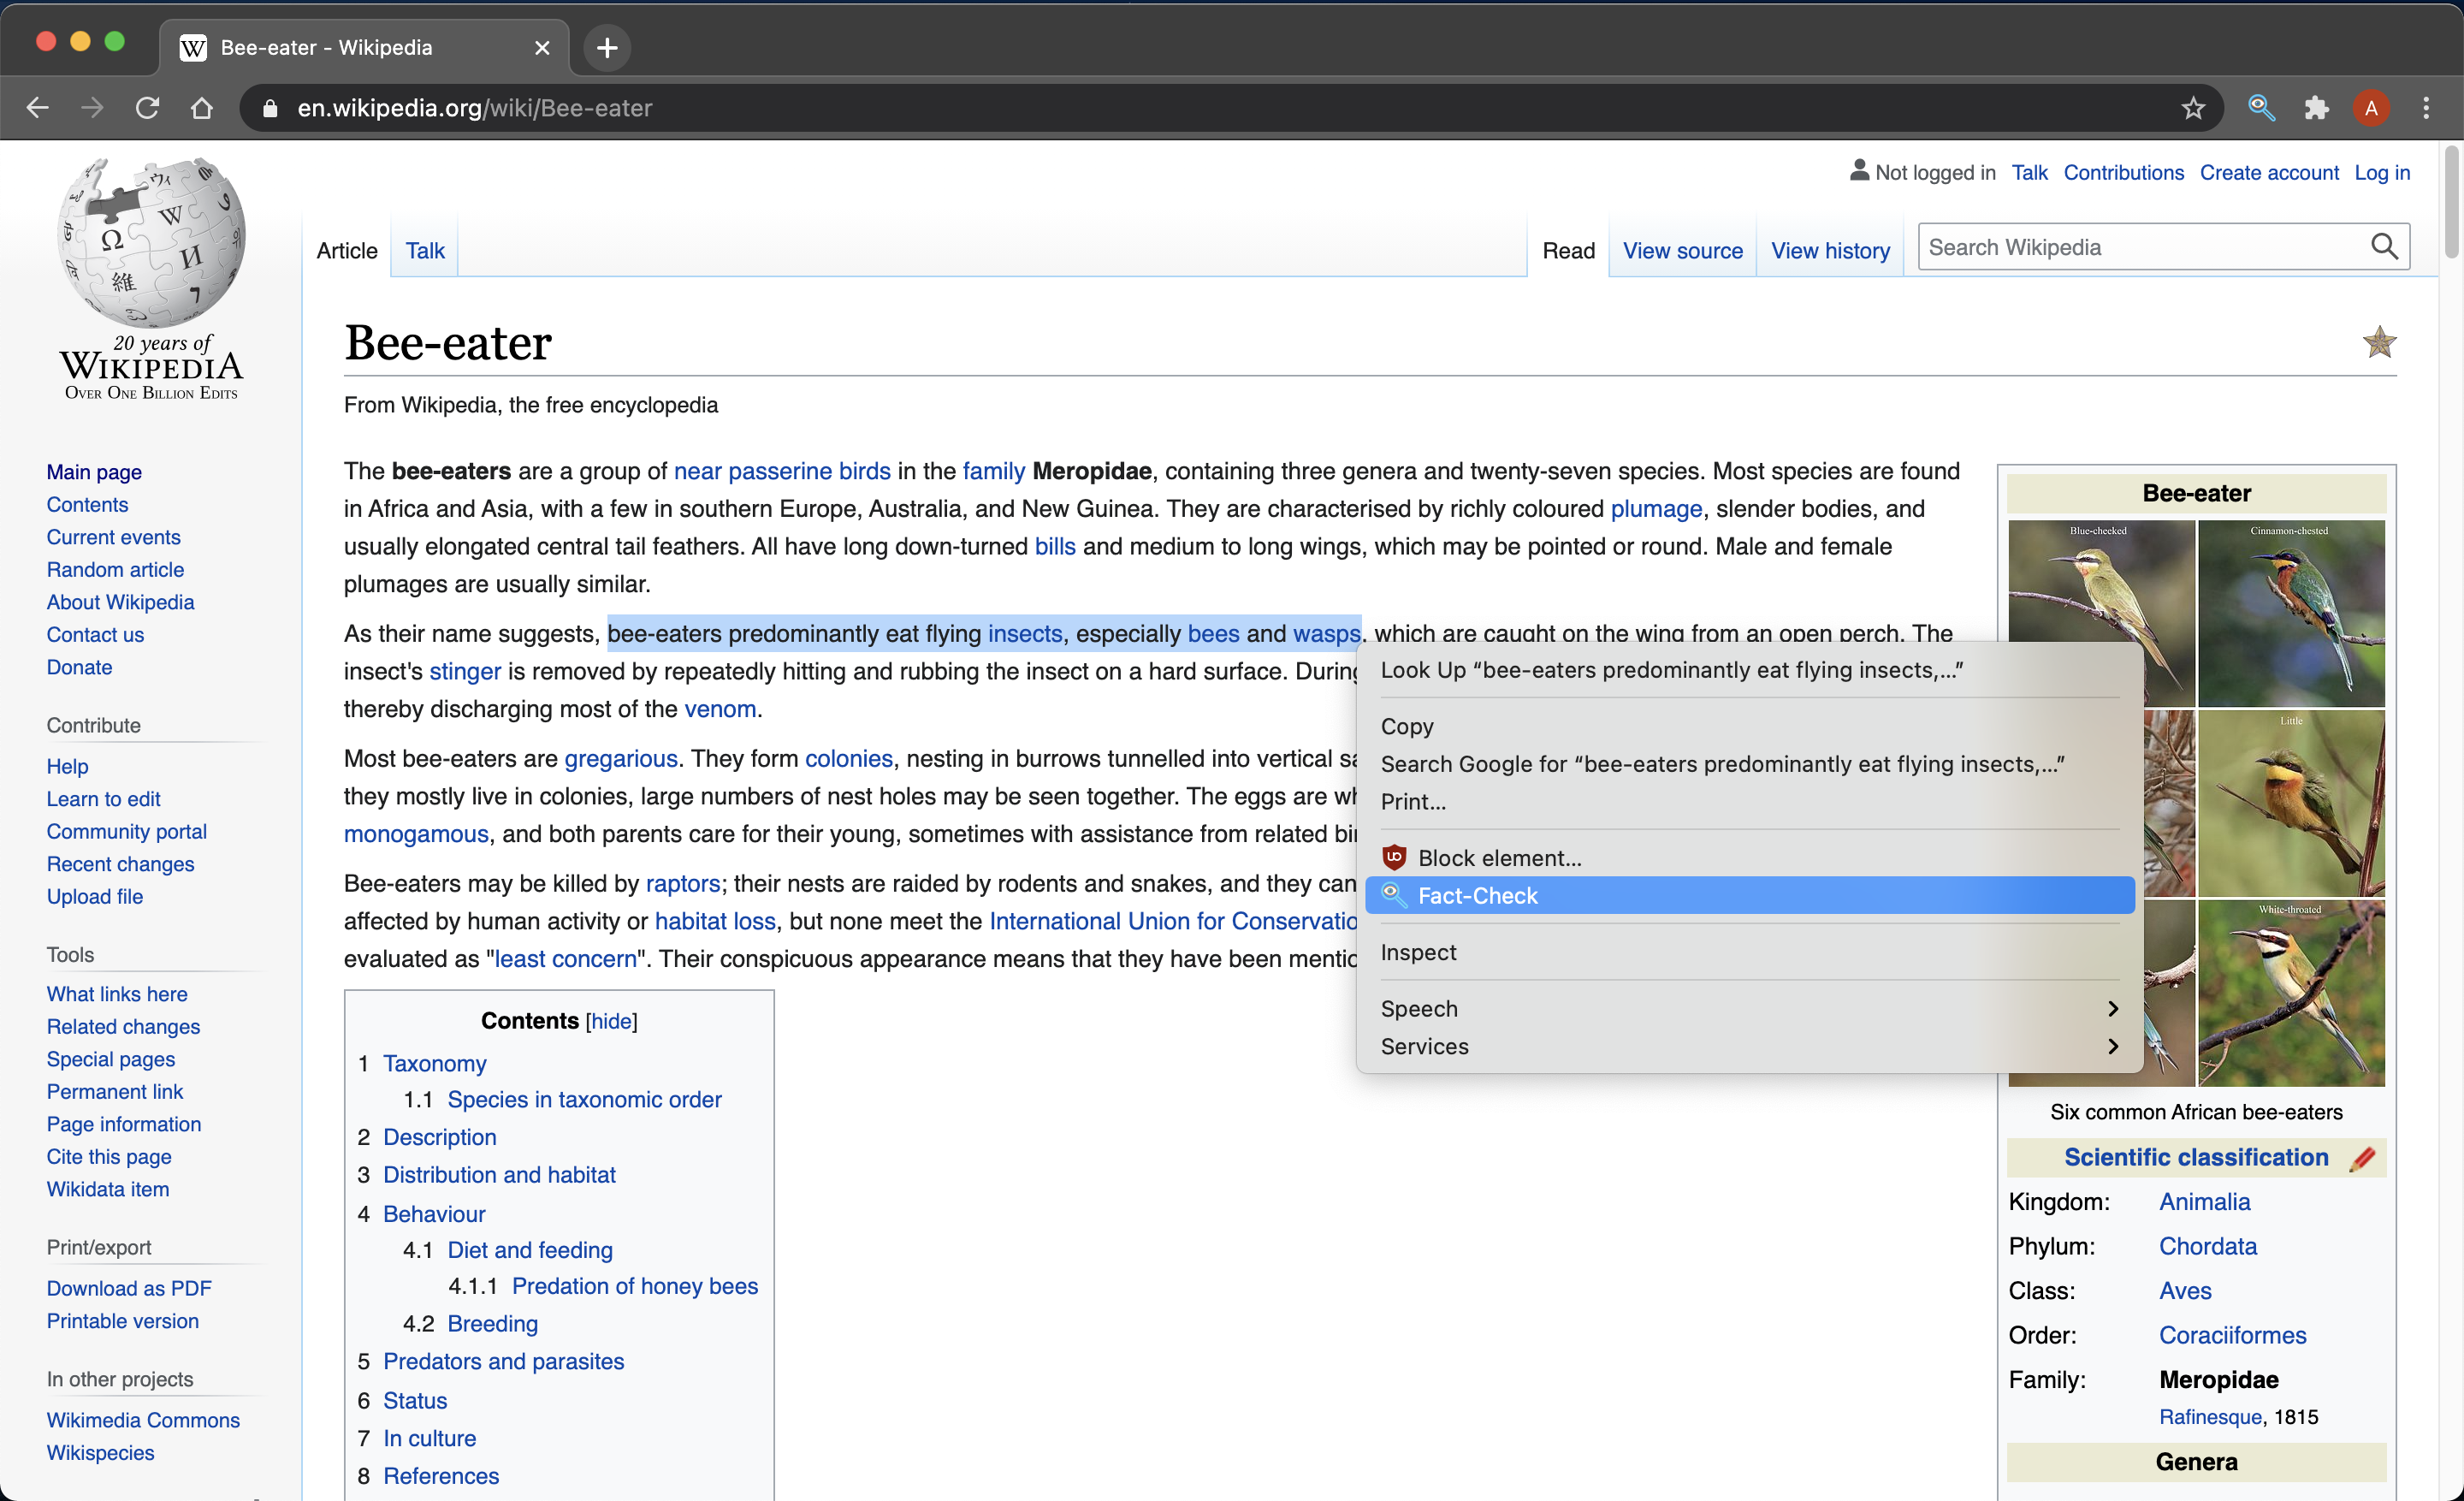 Bee-eater - Wikipedia
en.wikipedia.org/wiki/Bee-eater
A
Not logged in Talk Contributions Create account Log in
Article Talk Read View source View history Search Wikipedia
20 years of
WIKIPEDIA
OVER ONE BILLION EDITS
Main page
Contents
Current events
Random article
About Wikipedia
Contact us
Donate
Contribute
Help
Learn to edit
Community portal
Recent changes
Upload file
Tools
What links here
Related changes
Special pages
Permanent link
Page information
Cite this page
Wikidata item
Print/export
Download as PDF
Printable version
In other projects
Wikimedia Commons
Wikispecies
Bee-eater
From Wikipedia, the free encyclopedia
The bee-eaters are a group of near passerine birds in the family Meropidae, containing three genera and twenty-seven species. Most species are found
in Africa and Asia, with a few in southern Europe, Australia, and New Guinea. They are characterised by richly coloured plumage, slender bodies, and
usually elongated central tail feathers. All have long down-turned bills and medium to long wings, which may be pointed or round. Male and female
plumages are usually similar.
As their name suggests, bee-eaters predominantly eat flying insects, especially bees and wasps, which are caught on the wing from an open perch. The
insect's stinger is removed by repeatedly hitting and rubbing the insect on a hard surface. During
thereby discharging most of the venom.
Most bee-eaters are gregarious. They form colonies, nesting in burrows tunnelled into vertical
they mostly live in colonies, large numbers of nest holes may be seen together. The eggs are
monogamous, and both parents care for their young, sometimes with assistance from related
Bee-eaters may be killed by raptors; their nests are raided by rodents and snakes, and they can
affected by human activity or habitat loss, but none meet the International Union for
evaluated as "least concern". Their conspicuous appearance means that they have been
Look Up “bee-eaters predominantly eat flying insects,...”
Copy
Search Google for “bee-eaters predominantly eat flying insects,...”
Print...
Block element...
Fact-Check
Inspect
Speech
Services
Contents [hide]
1 Taxonomy
1.1 Species in taxonomic order
2 Description
3 Distribution and habitat
4 Behaviour
4.1 Diet and feeding
4.1.1 Predation of honey bees
4.2 Breeding
5 Predators and parasites
6 Status
7 In culture
8 References
Bee-eater
Blue-cheeked Cinnamon-chested
Little
White-throated
Six common African bee-eaters
Scientific classification
Kingdom: Animalia
Phylum: Chordata
Class: Aves
Order: Coraciiformes
Family: Meropidae
Rafinesque, 1815
Genera